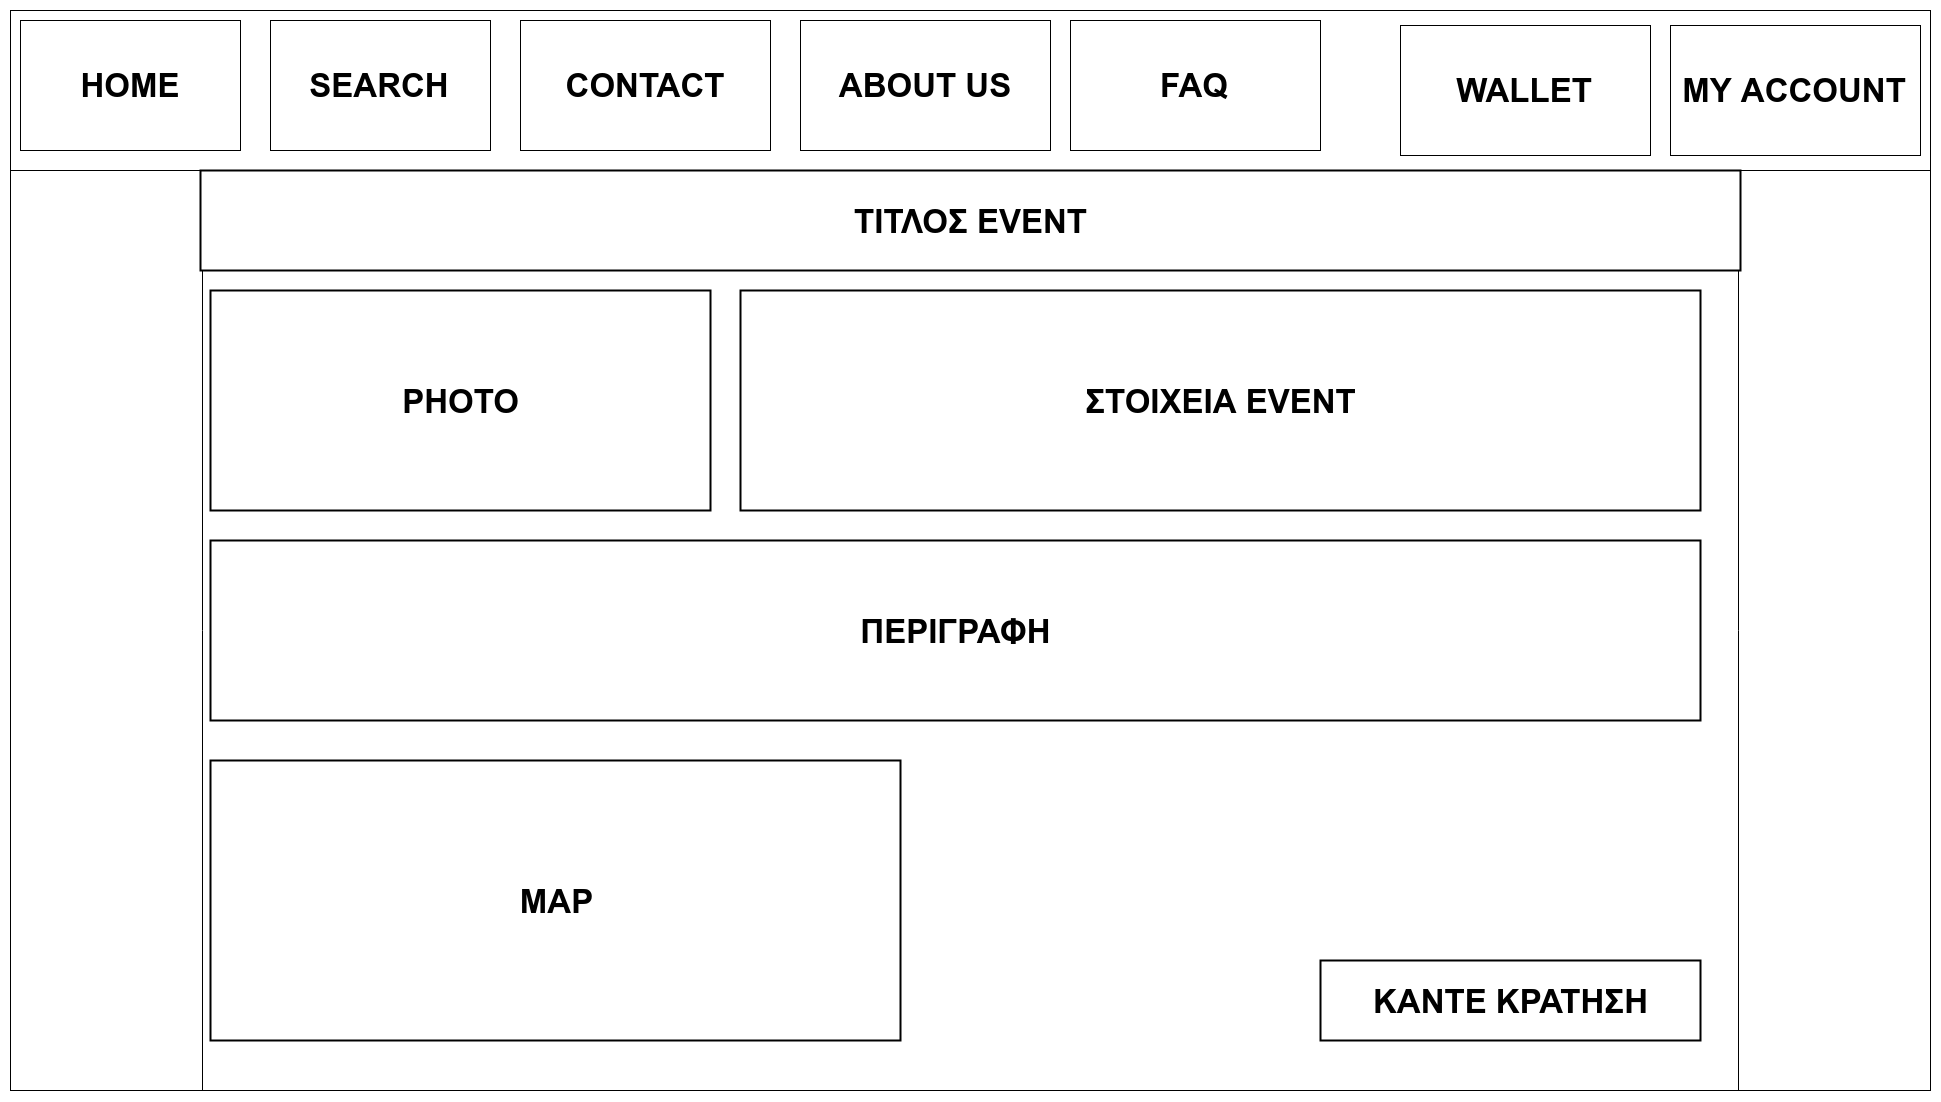 HOME
SEARCH
CONTACT
ABOUT US
FAQ
WALLET
MY ACCOUNT
ΤΙΤΛΟΣ EVENT
PHOTO
ΣΤΟΙΧΕΙΑ EVENT
ΠΕΡΙΓΡΑΦΗ
MAP
ΚΑΝΤΕ ΚΡΑΤΗΣΗ